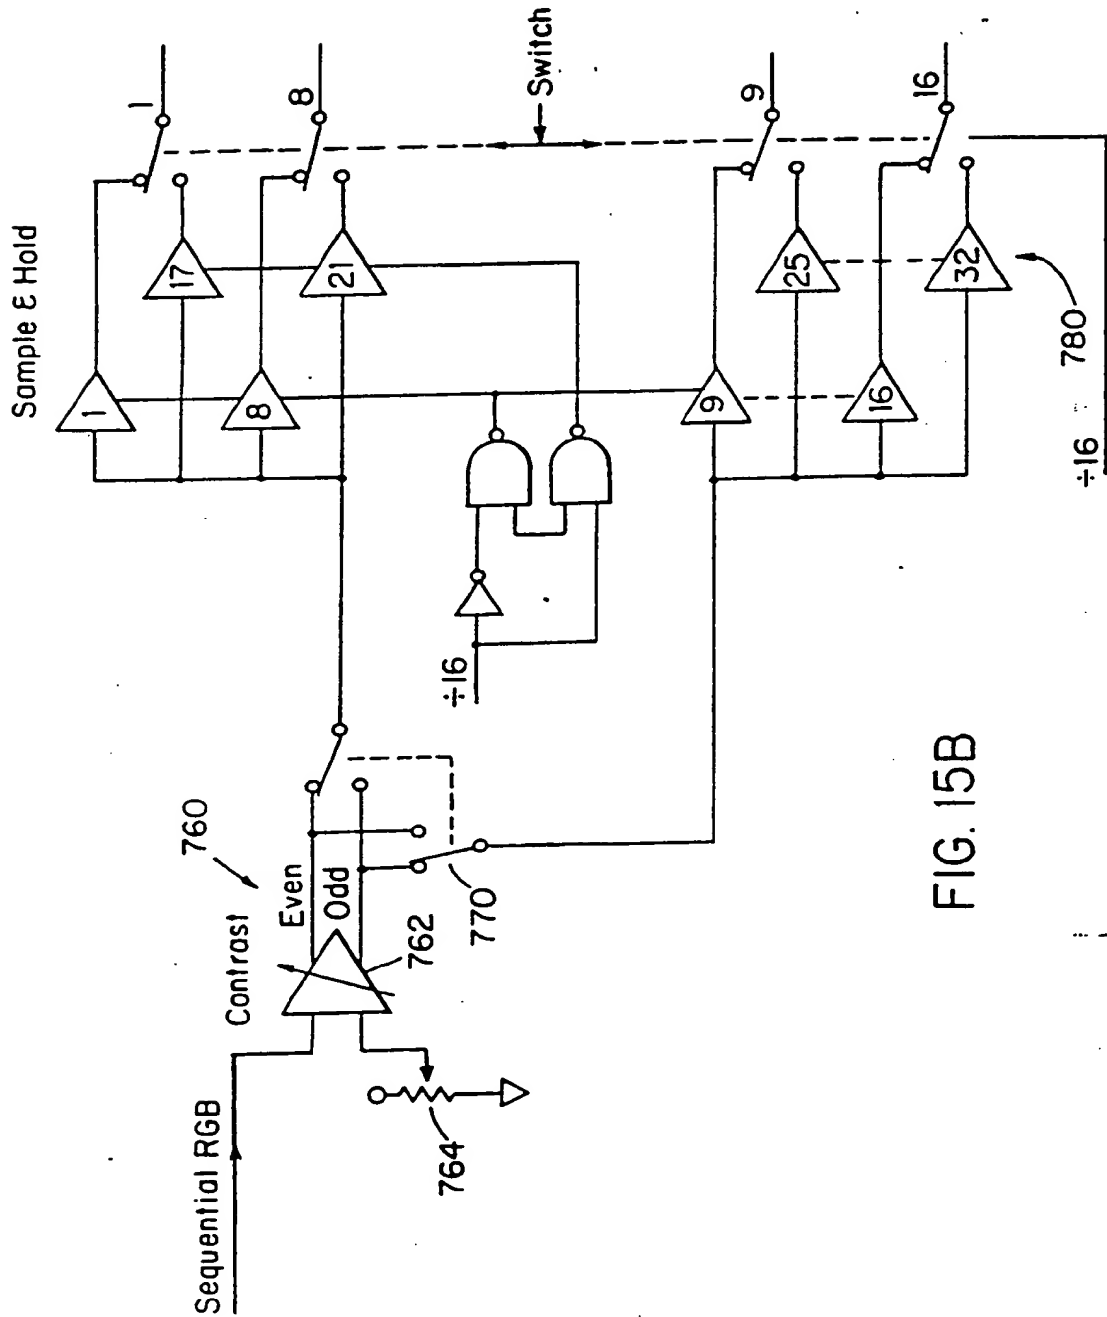 Sample & Hold
1
17
8
21
1
8
Switch
9
25
16
32
9
16
780
÷16
÷16
760
Contrast
Even
Odd
762
770
Sequential RGB
764
FIG. 15B